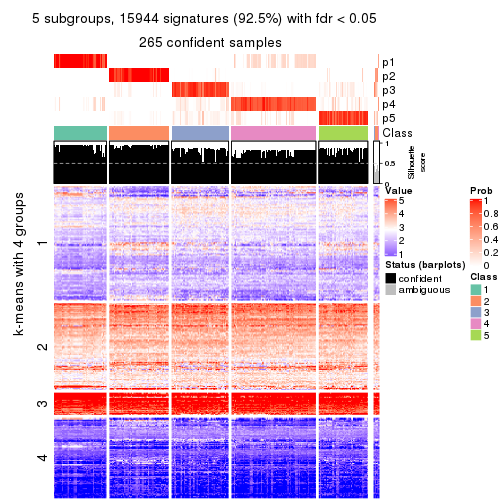 5 subgroups, 15944 signatures (92.5%) with fdr < 0.05
265 confident samples
p1
p2
p3
p4
p5
Class
1
0.5
0
Silhouette
score
k-means with 4 groups
1
2
3
4
Value
5
4
3
2
1
Status (barplots)
confident
ambiguous
Prob
1
0.8
0.6
0.4
0.2
0
Class
1
2
3
4
5